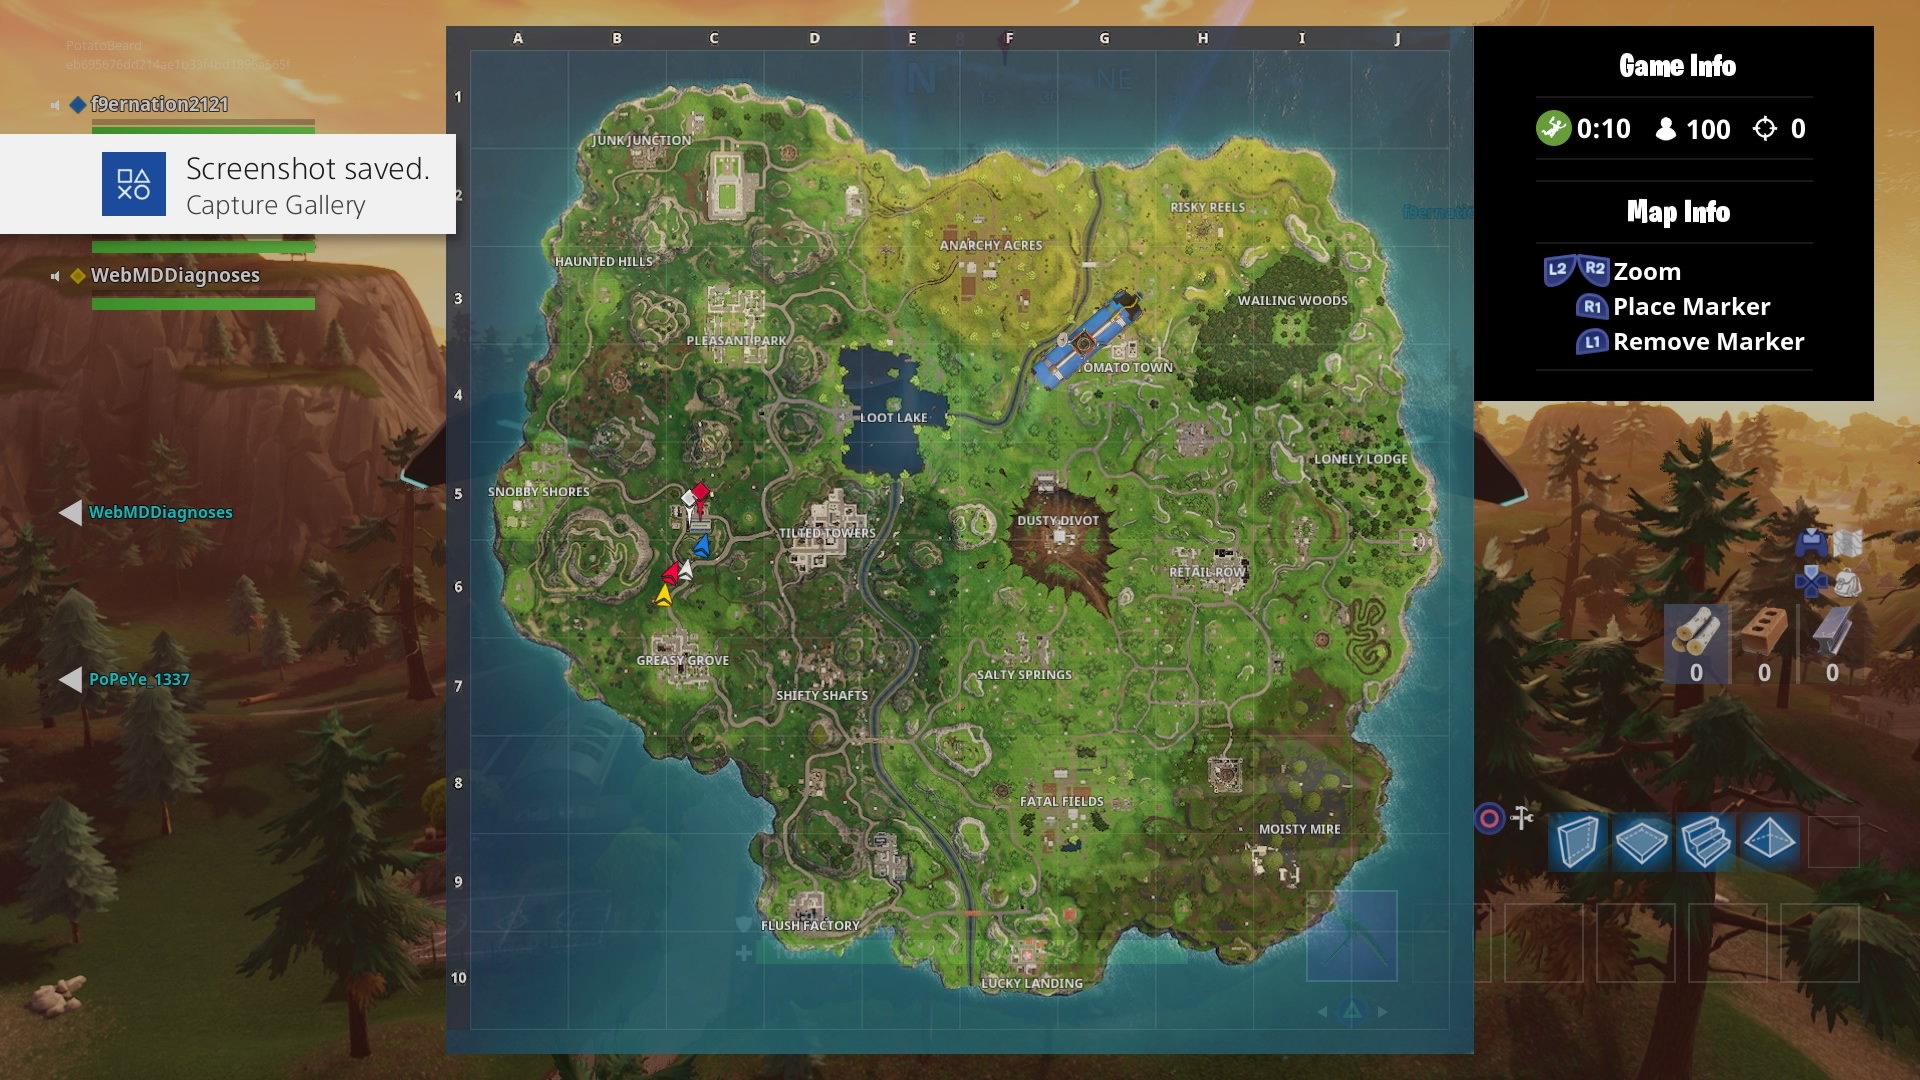 PotatoBeard
f9ernation2121
Screenshot saved.
Capture Gallery
WebMDDiagnoses
WebMDDiagnoses
PoPeYe_1337
A B C D E F G H I J
1
2
3
4
5
6
7
8
9
10
N
NE
JUNK JUNCTION
RISKY REELS
ANARCHY ACRES
HAUNTED HILLS
WAILING WOODS
PLEASANT PARK
TOMATO TOWN
LOOT LAKE
LONELY LODGE
SNOBBY SHORES
DUSTY DIVOT
TILTED TOWERS
RETAIL ROW
GREASY GROVE
SALTY SPRINGS
SHIFTY SHAFTS
FATAL FIELDS
MOISTY MIRE
FLUSH FACTORY
LUCKY LANDING
Game Info
0:10 100 0
Map Info
L2 R2 Zoom
R1 Place Marker
L1 Remove Marker
0 0 0